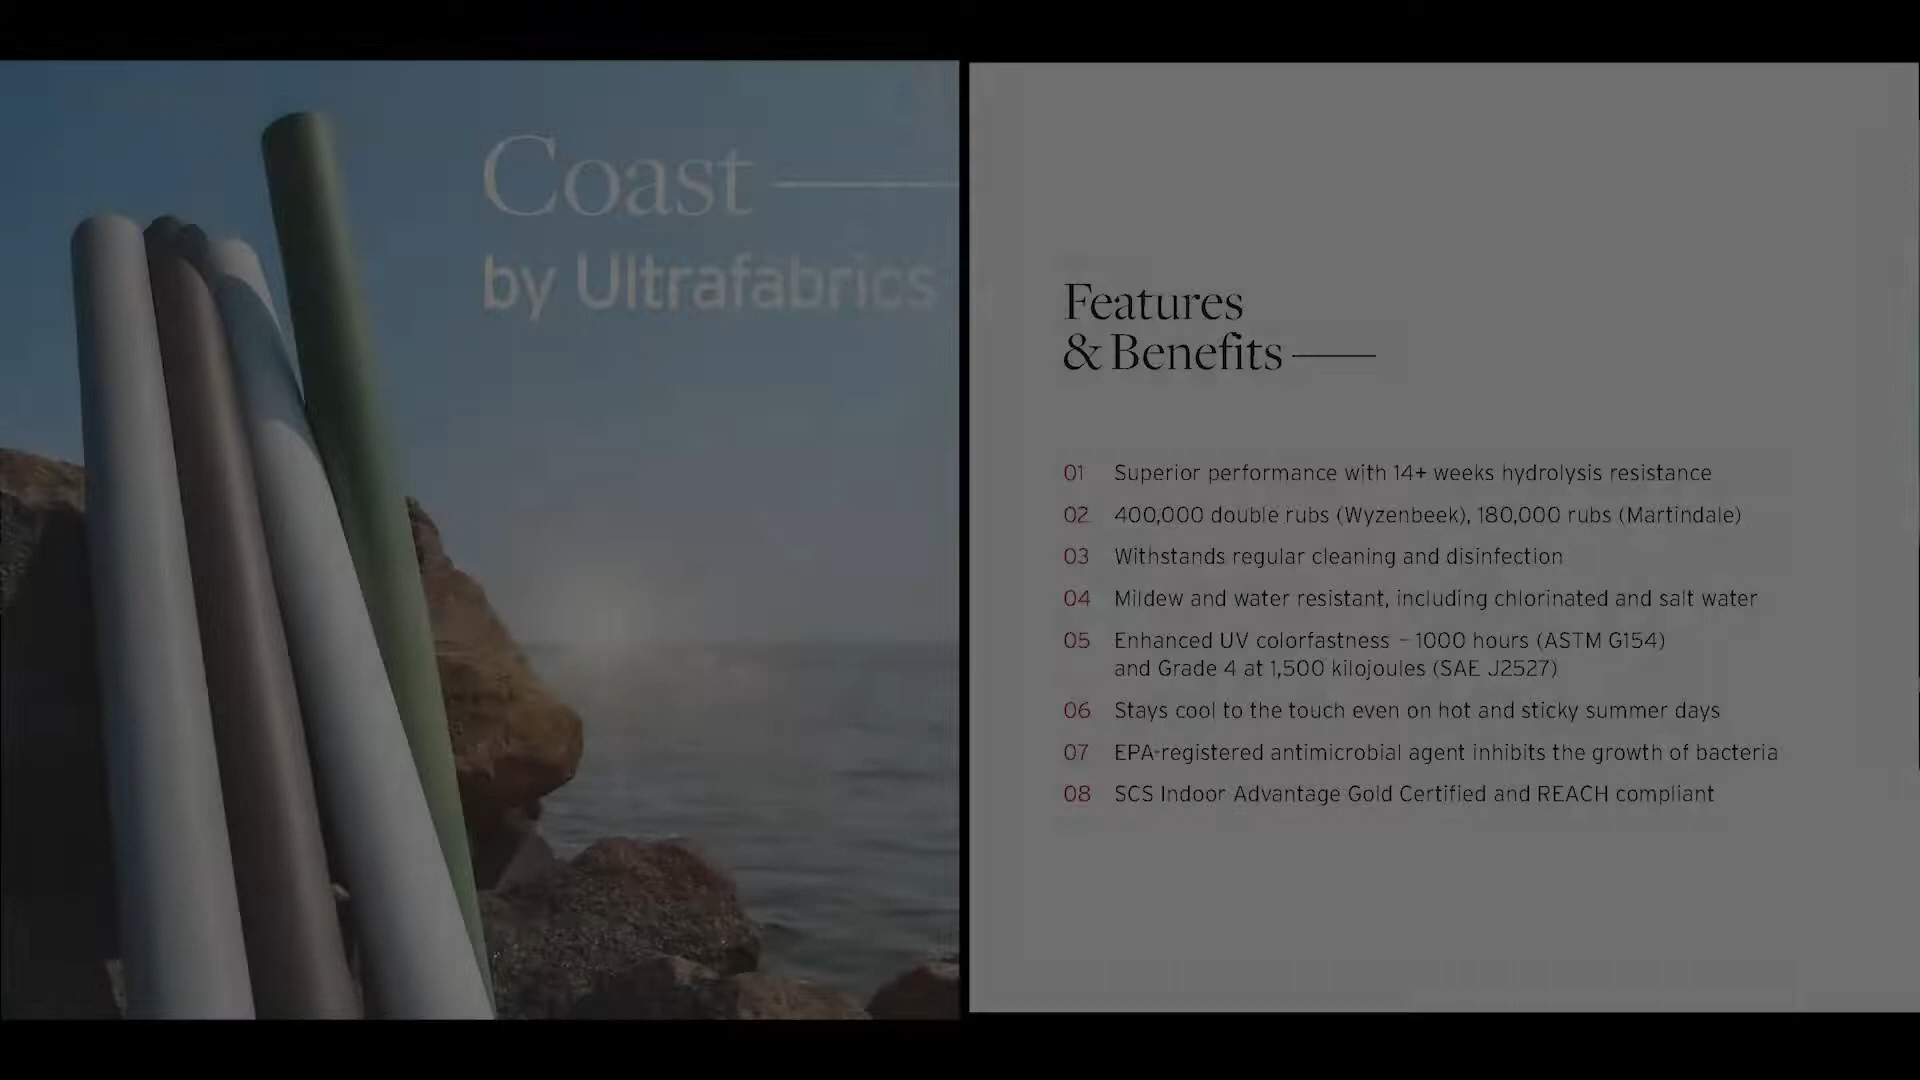 Coast
by Ultrafabrics
Features
& Benefits
01 Superior performance with 14+ weeks hydrolysis resistance
02 400,000 double rubs (Wyzenbeek), 180,000 rubs (Martindale)
03 Withstands regular cleaning and disinfection
04 Mildew and water resistant, including chlorinated and salt water
05 Enhanced UV colorfastness – 1000 hours (ASTM G154)
and Grade 4 at 1,500 kilojoules (SAE J2527)
06 Stays cool to the touch even on hot and sticky summer days
07 EPA-registered antimicrobial agent inhibits the growth of bacteria
08 SCS Indoor Advantage Gold Certified and REACH compliant